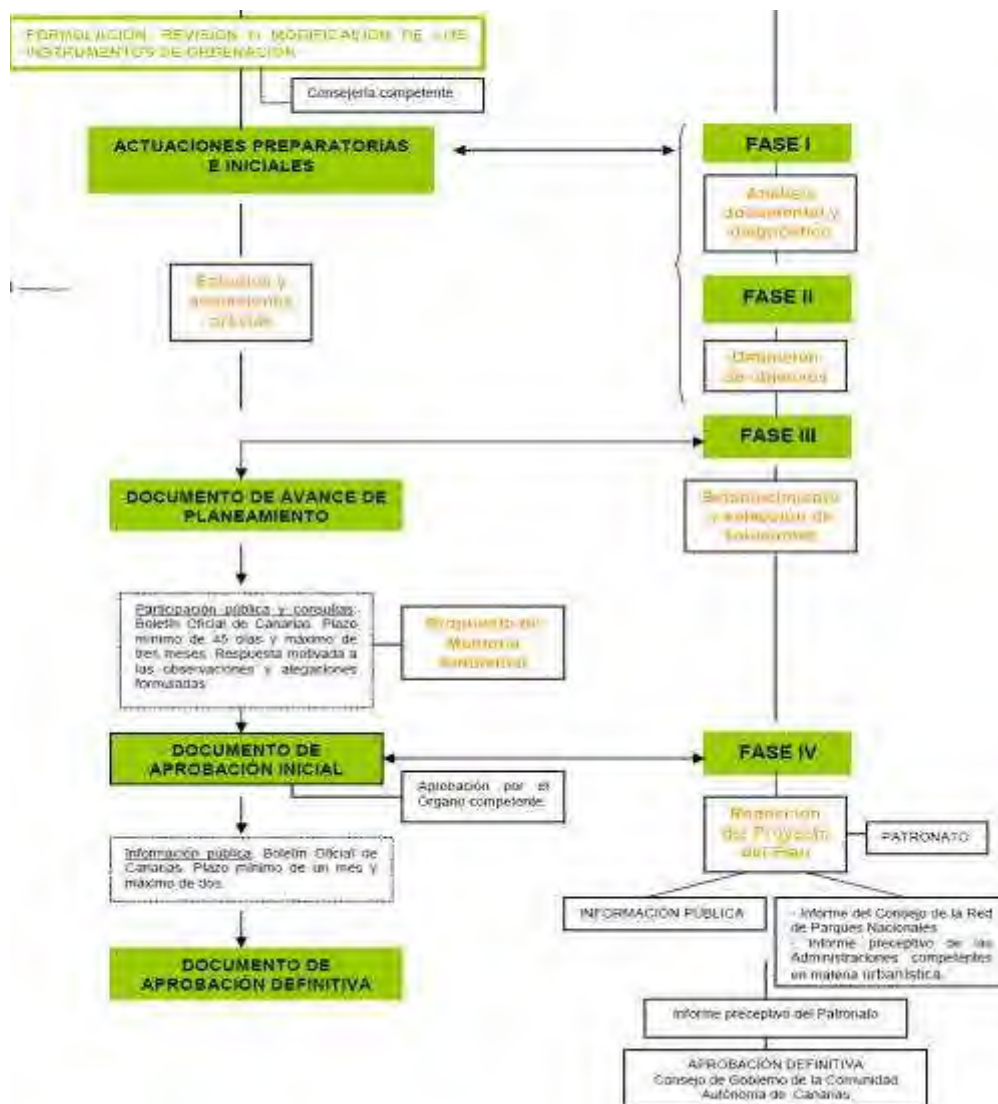 FORMULACIÓN, REVISIÓN O MODIFICACIÓN DE LOS
INSTRUMENTOS DE ORDENACIÓN
Consejería competente
ACTUACIONES PREPARATORIAS
E INICIALES
Estudios y
previas
DOCUMENTO DE AVANCE DE
PLANEAMIENTO
Participación pública y consultas
Boletín Oficial de Canarias. Plazo
mínimo de 45 días y máximo de
tres meses. Respuesta motivada a
las observaciones y alegaciones
formuladas
Memoria
Ambiental
DOCUMENTO DE
APROBACIÓN INICIAL
Aprobación por el
Órgano competente.
Información pública. Boletín Oficial de
Canarias. Plazo mínimo de un mes y
máximo de dos.
DOCUMENTO DE
APROBACIÓN DEFINITIVA
FASE I
Análisis
documental y
diagnóstico
FASE II
Definición
de objetivos
FASE III
Establecimiento
y selección de
FASE IV
Redacción
del Proyecto
del Plan
PATRONATO
INFORMACIÓN PÚBLICA
- Informe del Consejo de la Red
de Parques Nacionales
- Informe preceptivo de las
Administraciones competentes
en materia urbanística.
Informe preceptivo del Patronato
APROBACIÓN DEFINITIVA
Consejo de Gobierno de la Comunidad
Autónoma de Canarias